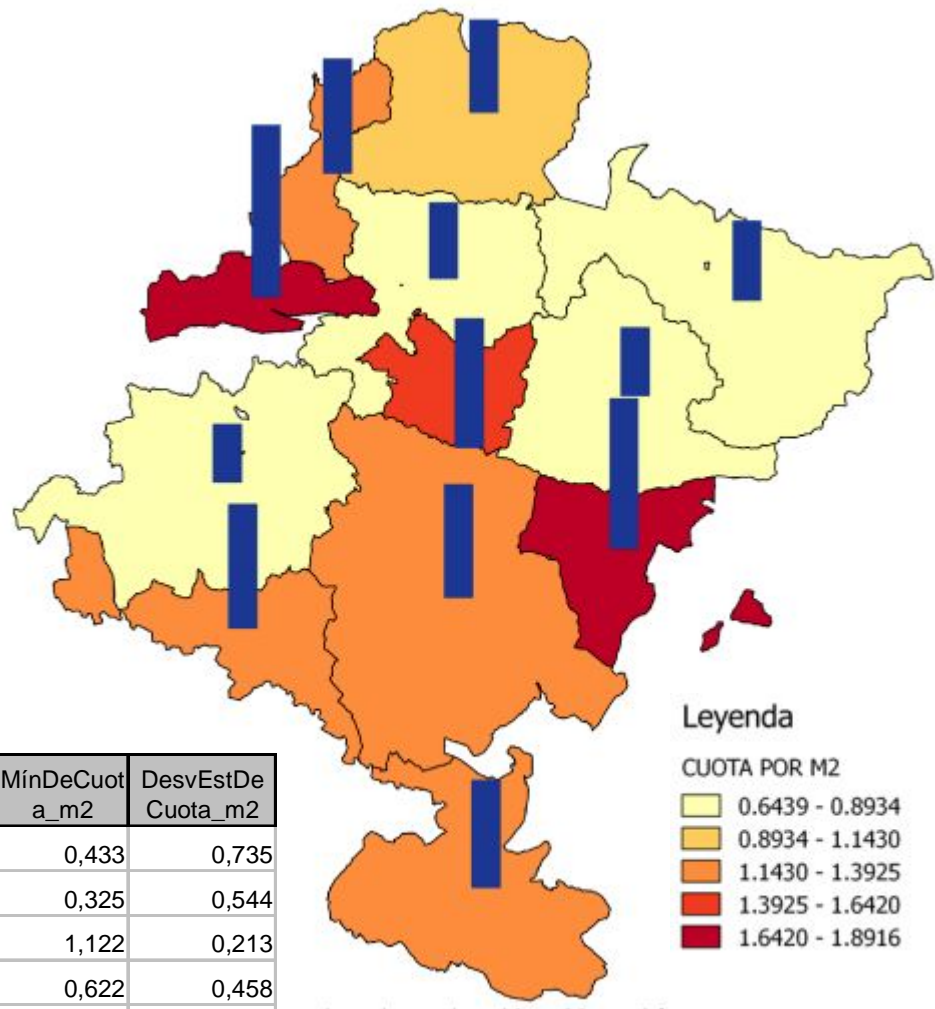 Leyenda
CUOTA POR M2
0.6439 - 0.8934
0.8934 - 1.1430
1.1430 - 1.3925
1.3925 - 1.6420
1.6420 - 1.8916
MínDeCuot DesvEstDe
a_m2 Cuota_m2
0,433 0,735
0,325 0,544
1,122 0,213
0,622 0,458